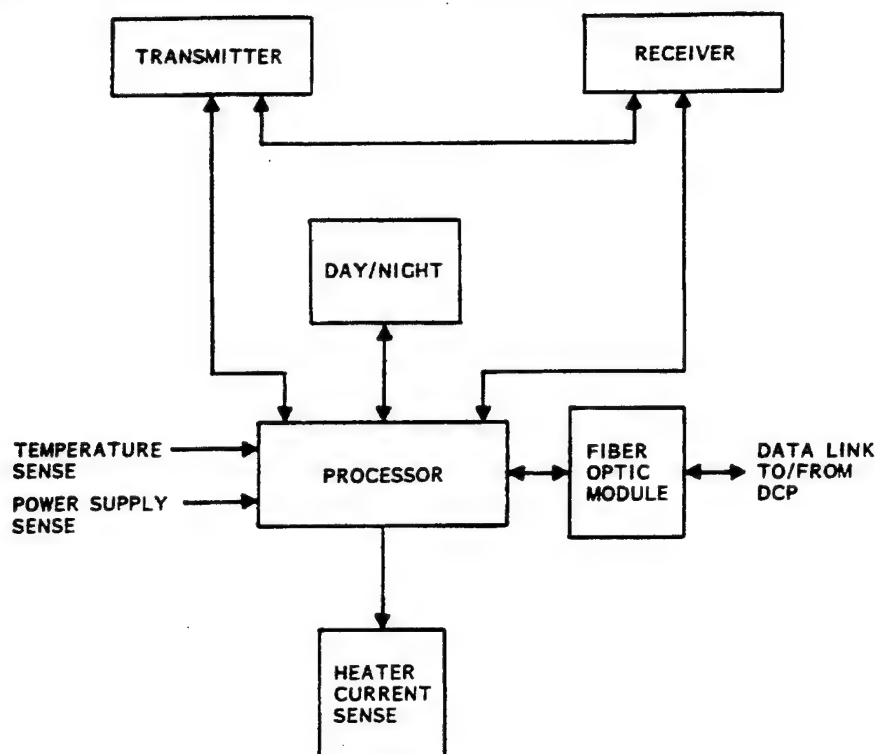 TRANSMITTER
RECEIVER
DAY/NIGHT
TEMPERATURE
SENSE
POWER SUPPLY
SENSE
PROCESSOR
FIBER
OPTIC
MODULE
DATA LINK
TO/FROM
DCP
HEATER
CURRENT
SENSE